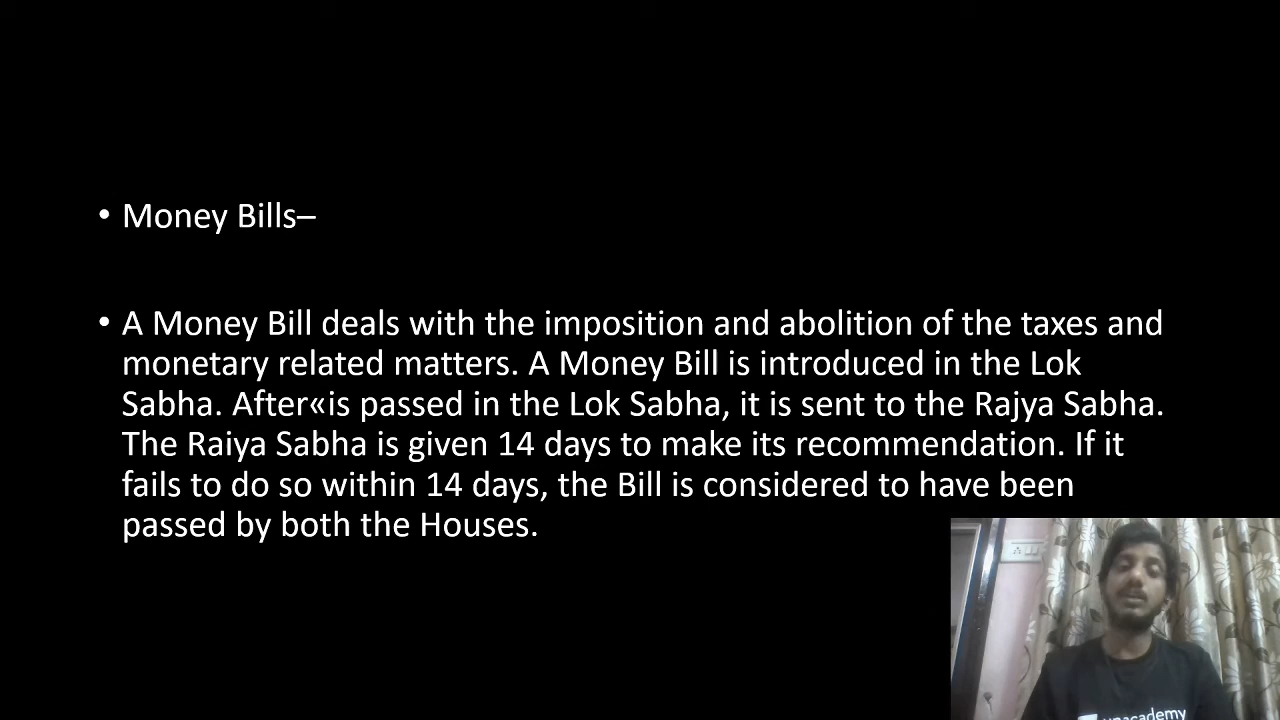 • Money Bills–
• A Money Bill deals with the imposition and abolition of the taxes and
monetary related matters. A Money Bill is introduced in the Lok
Sabha. After«is passed in the Lok Sabha, it is sent to the Rajya Sabha.
The Raiya Sabha is given 14 days to make its recommendation. If it
fails to do so within 14 days, the Bill is considered to have been
passed by both the Houses.
unacademy